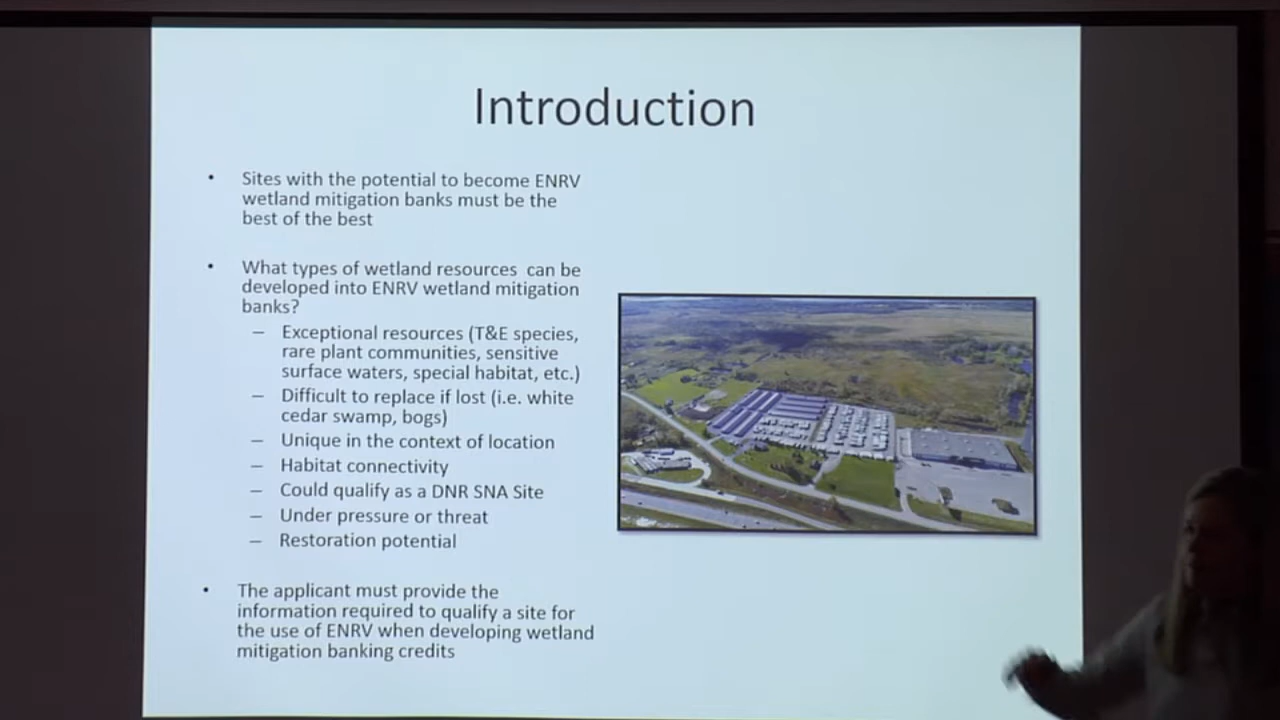 Introduction
• Sites with the potential to become ENRV
wetland mitigation banks must be the
best of the best
• What types of wetland resources can be
developed into ENRV wetland mitigation
banks?
– Exceptional resources (T&E species,
rare plant communities, sensitive
surface waters, special habitat, etc.)
– Difficult to replace if lost (i.e. white
cedar swamp, bogs)
– Unique in the context of location
– Habitat connectivity
– Could qualify as a DNR SNA Site
– Under pressure or threat
– Restoration potential
• The applicant must provide the
information required to qualify a site for
the use of ENRV when developing wetland
mitigation banking credits